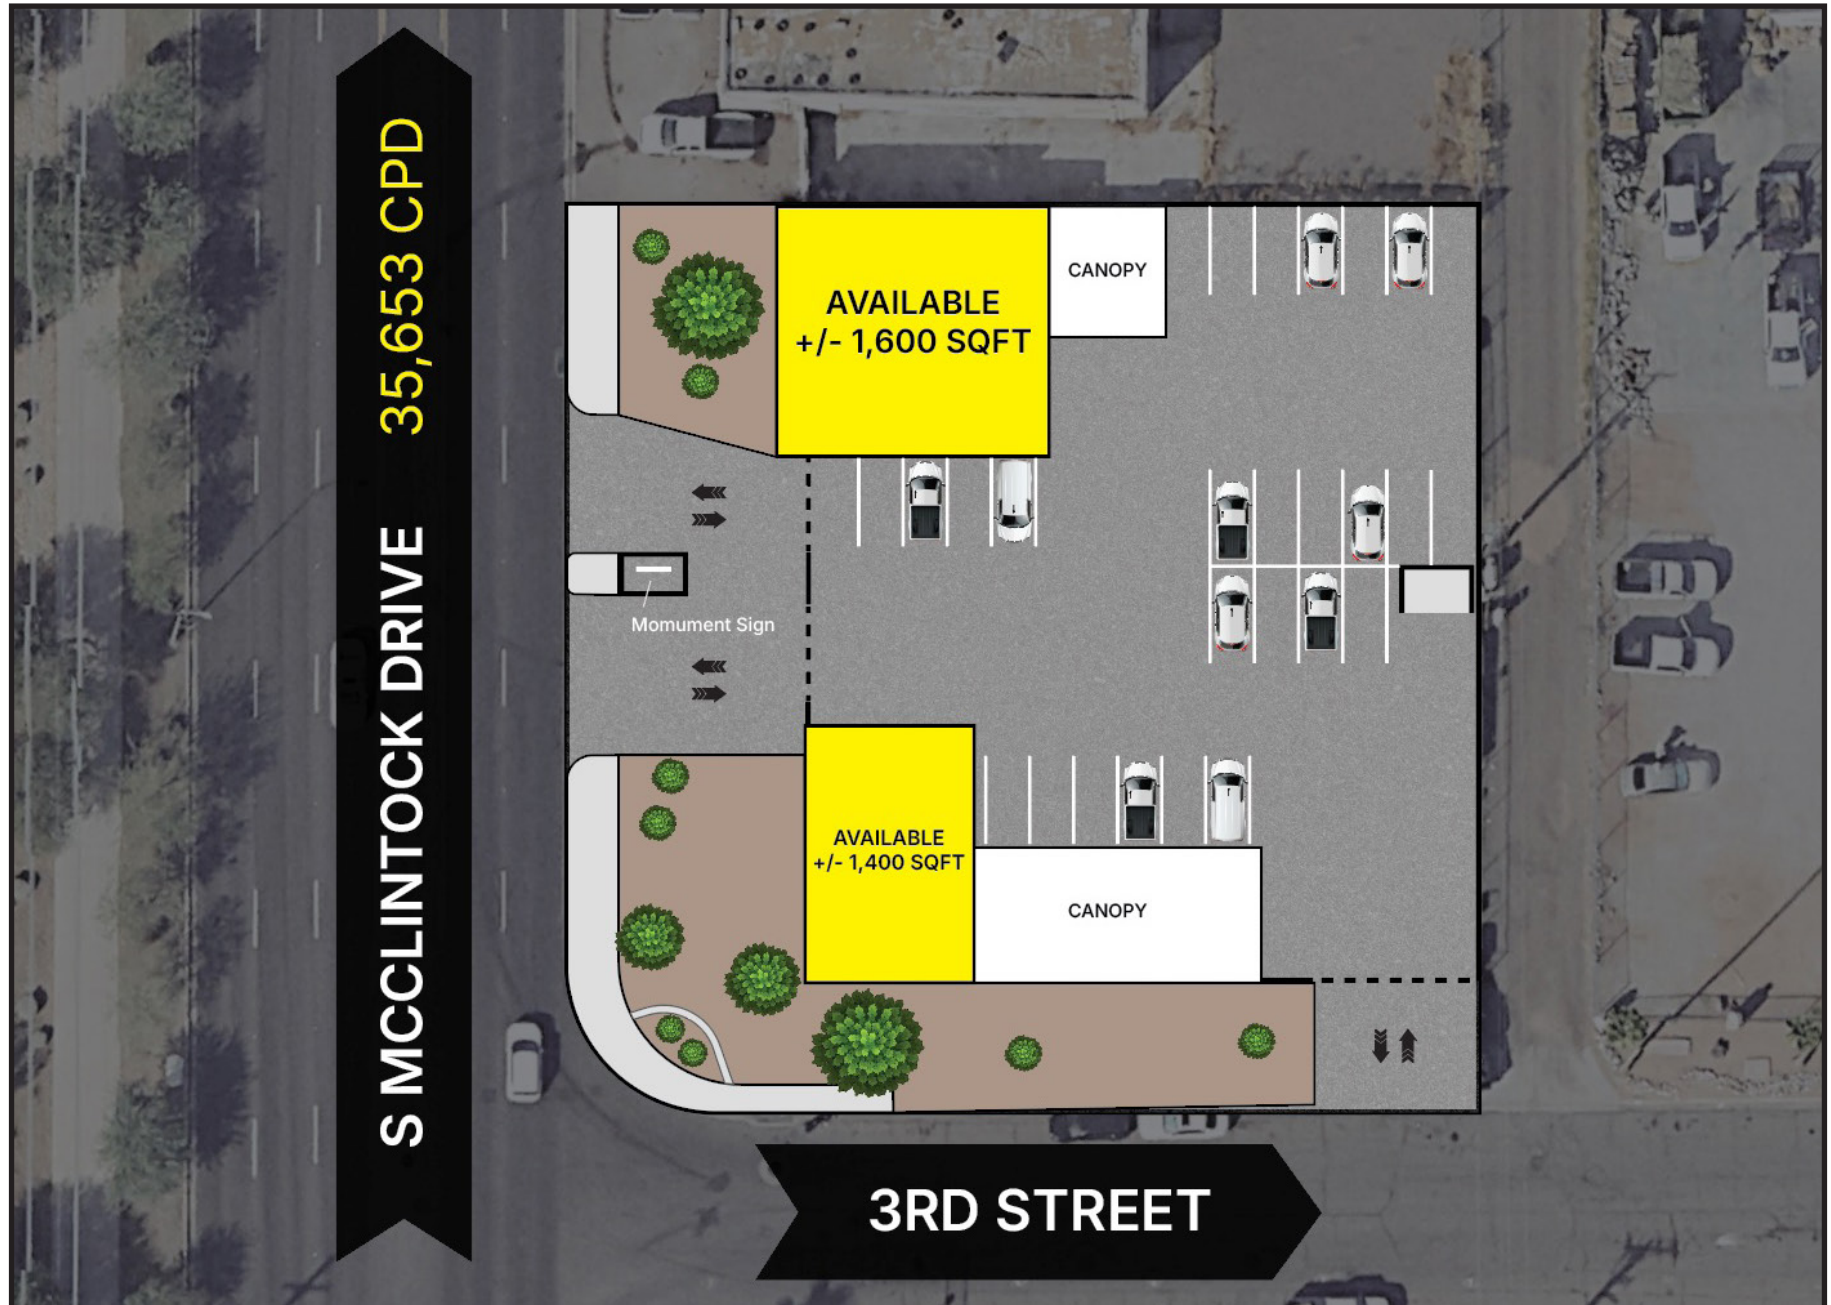 S MCCLINTOCK DRIVE 35,653 CPD
AVAILABLE
+/- 1,600 SQFT
CANOPY
Momument Sign
AVAILABLE
+/- 1,400 SQFT
CANOPY
3RD STREET